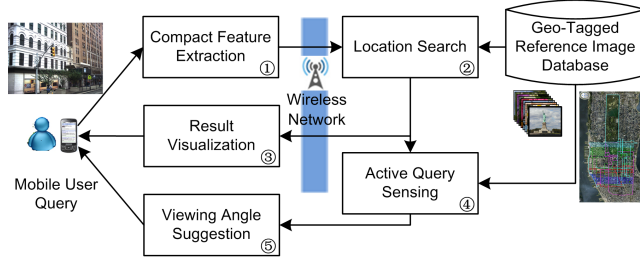 Compact Feature
Extraction
①
Location Search
②
Geo-Tagged
Reference Image
Database
Wireless
Network
Result
Visualization
③
Mobile User
Query
Active Query
Sensing
④
Viewing Angle
Suggestion
⑤